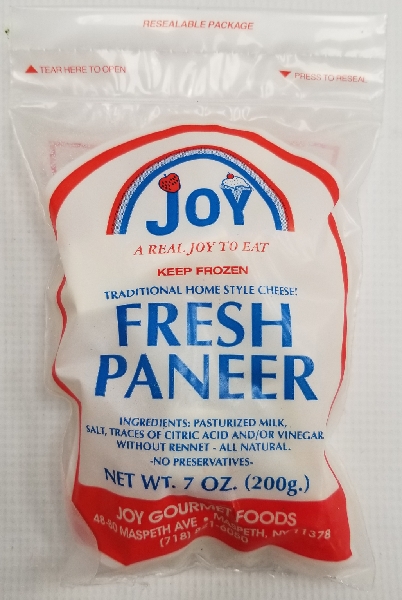 RESEALABLE PACKAGE
TEAR HERE TO OPEN
PRESS TO RESEAL
JOY
A REAL JOY TO EAT
KEEP FROZEN
TRADITIONAL HOME STYLE CHEESE!
FRESH
PANEER
INGREDIENTS: PASTURIZED MILK,
SALT, TRACES OF CITRIC ACID AND/OR VINEGAR
WITHOUT RENNET - ALL NATURAL.
-NO PRESERVATIVES-
NET WT. 7 OZ. (200g.)
JOY GOURMET FOODS
MASPETH AVE • MASPETH, NY 11378
(718)